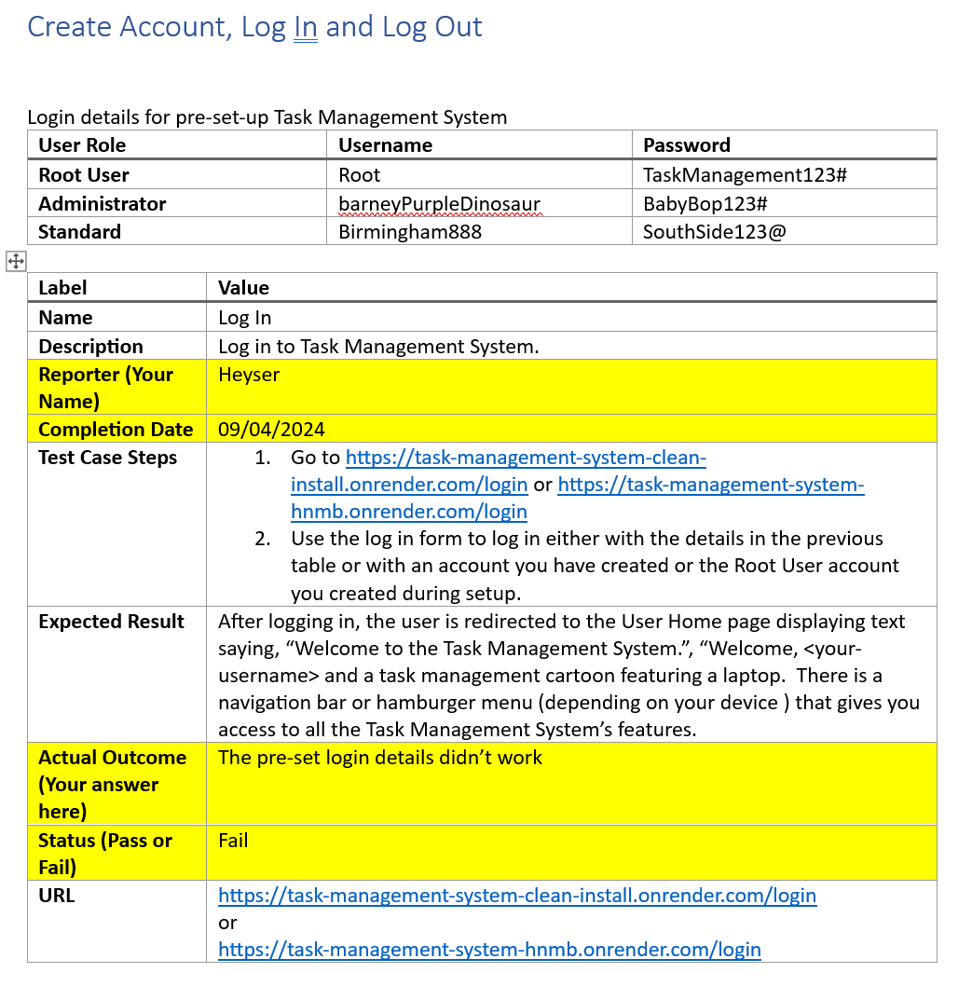 Create Account, Log In and Log Out
Login details for pre-set-up Task Management System
User Role Username Password
Root User Root TaskManagement123#
Administrator barneyPurpleDinosaur BabyBop123#
Standard Birmingham888 SouthSide123@
Label Value
Name Log In
Description Log in to Task Management System.
Reporter (Your Heyser
Name)
Completion Date 09/04/2024
Test Case Steps 1. Go to https://task-management-system-clean-
install.onrender.com/login or https://task-management-system-
hnmb.onrender.com/login
2. Use the log in form to log in either with the details in the previous
table or with an account you have created or the Root User account
you created during setup.
Expected Result After logging in, the user is redirected to the User Home page displaying text
saying, “Welcome to the Task Management System.”, “Welcome, <your-
username> and a task management cartoon featuring a laptop.  There is a
navigation bar or hamburger menu (depending on your device ) that gives you
access to all the Task Management System’s features.
Actual Outcome The pre-set login details didn’t work
(Your answer
here)
Status (Pass or Fail
Fail)
URL https://task-management-system-clean-install.onrender.com/login
or
https://task-management-system-hnmb.onrender.com/login